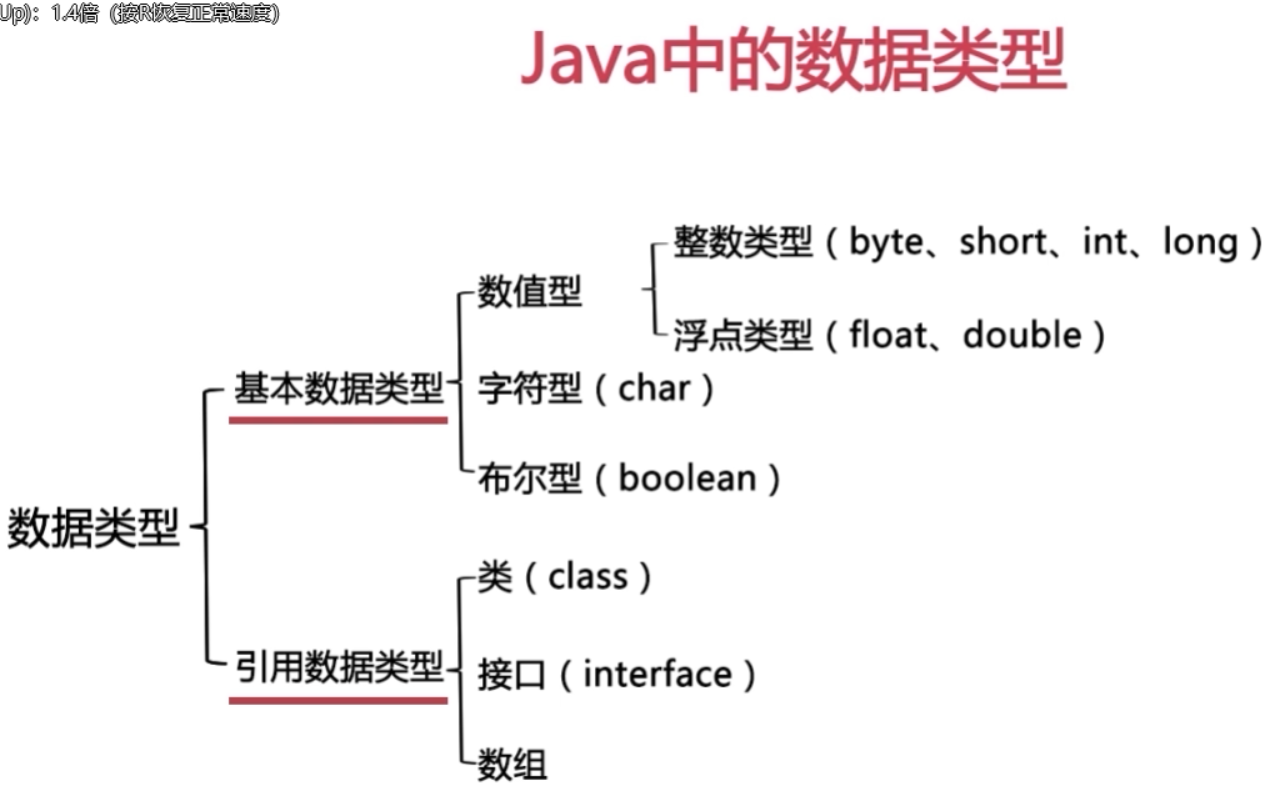 Up)：1.4倍 (按R恢复正常速度)
Java中的数据类型
整数类型（byte、short、int、long）
数值型
浮点类型（float、double）
基本数据类型
字符型（char）
布尔型（boolean）
数据类型
类（class）
引用数据类型
接口（interface）
数组